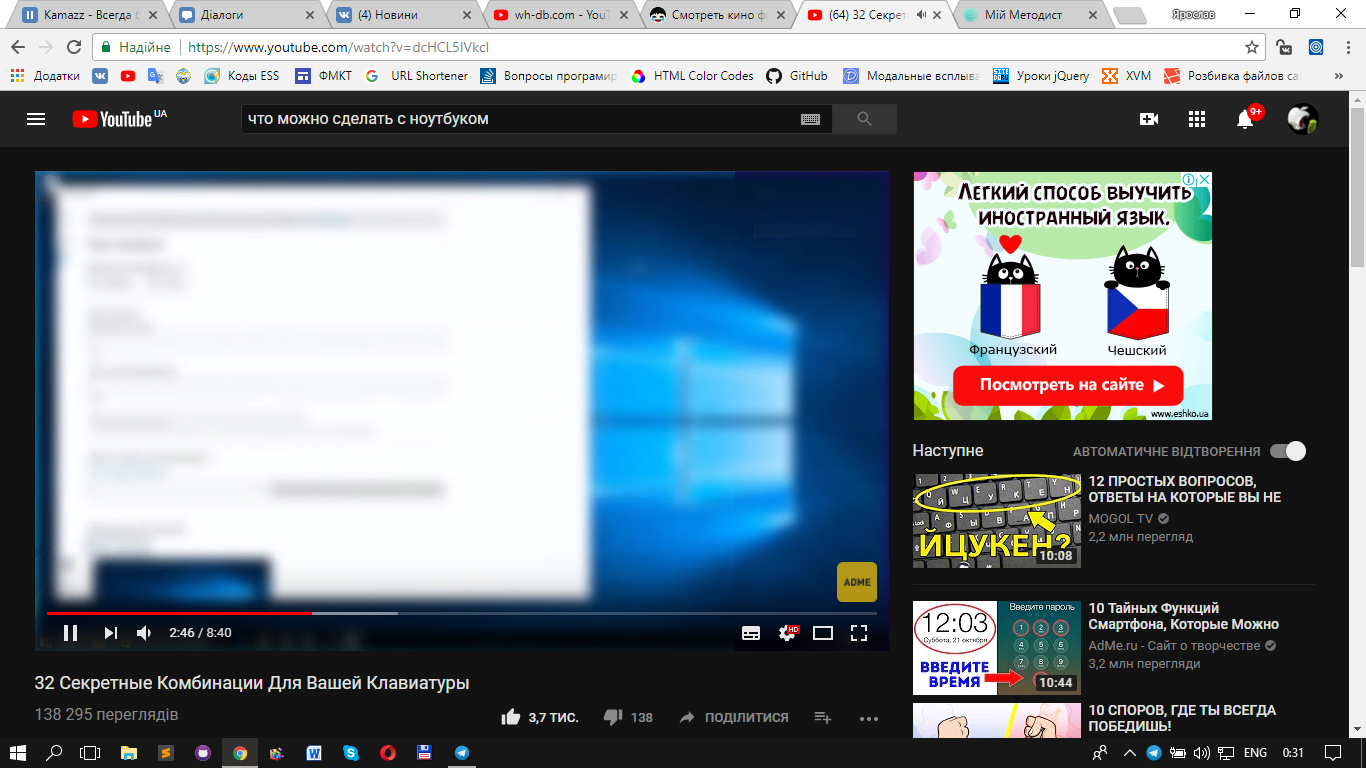 Kamazz - Всегда б
Діалоги
(4) Новини
wh-db.com - YouT
Смотреть кино ф
(64) 32 Секрет
Мій Методист
Ярослав
Надійне
https://www.youtube.com/watch?v=dcHCL5IVkcI
Додатки
Коды ESS
ФМКТ
URL Shortener
Вопросы програмир
HTML Color Codes
GitHub
Модальные всплыва
Уроки jQuery
XVM
Розбивка файлов са
YouTube UA
что можно сделать с ноутбуком
9+
ЛЕГКИЙ СПОСОБ ВЫУЧИТЬ
ИНОСТРАННЫЙ ЯЗЫК.
Французский
Чешский
Посмотреть на сайте
www.eshko.ua
ADME
2:46 / 8:40
HD
32 Секретные Комбинации Для Вашей Клавиатуры
138 295 переглядів
3,7 ТИС.
138
ПОДІЛИТИСЯ
Наступне
АВТОМАТИЧНЕ ВІДТВОРЕННЯ
ЙЦУКЕН?
10:08
12 ПРОСТЫХ ВОПРОСОВ,
ОТВЕТЫ НА КОТОРЫЕ ВЫ НЕ
MOGOL TV
2,2 млн перегляд
12:03
Суббота, 21 октября
Введите пароль
ВВЕДИТЕ
ВРЕМЯ
10:44
10 Тайных Функций
Смартфона, Которые Можно
AdMe.ru - Сайт о творчестве
3,2 млн перегляди
10 СПОРОВ, ГДЕ ТЫ ВСЕГДА
ПОБЕДИШЬ!
ENG
0:31